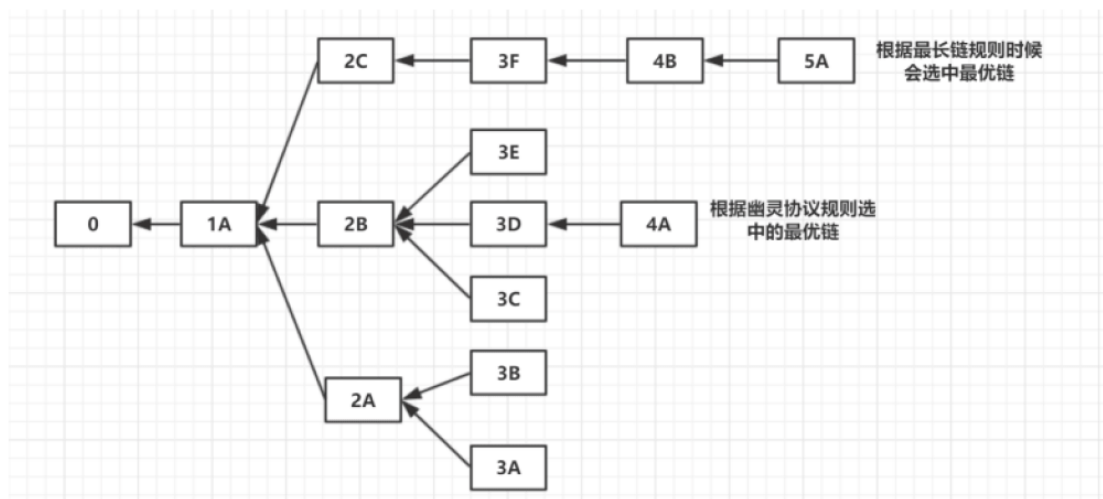 2C
3F
4B
5A
根据最长链规则时候
会选中最优链
3E
0
1A
2B
3D
4A
根据幽灵协议规则选
中的最优链
3C
3B
2A
3A